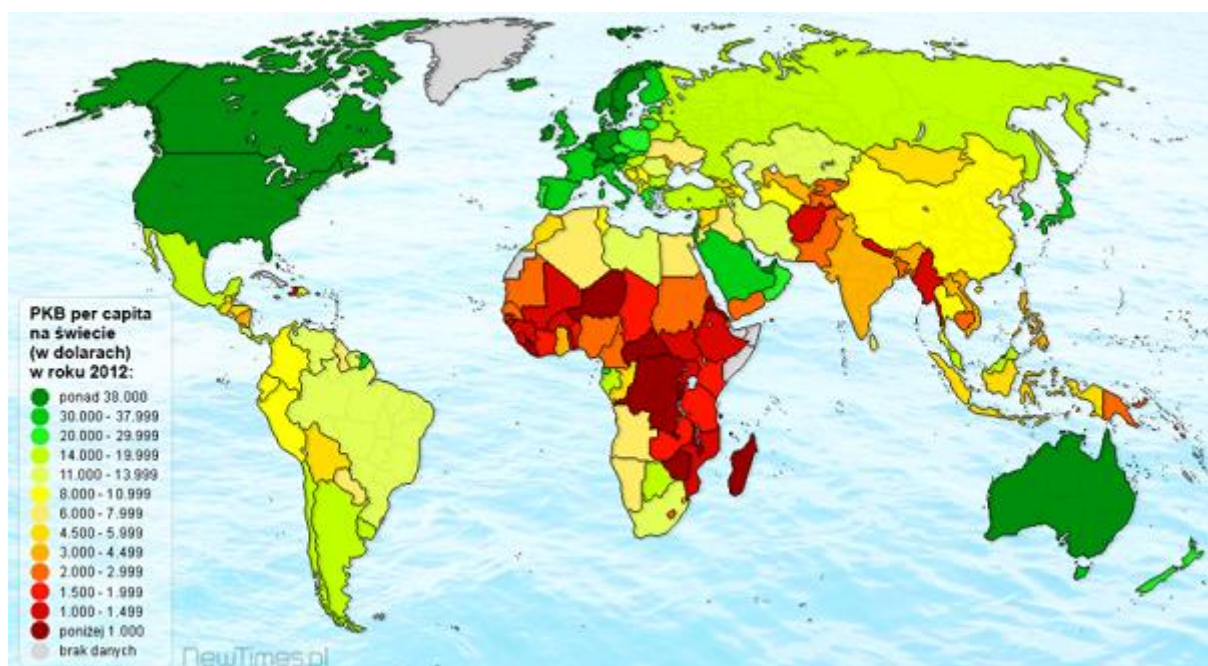 PKB per capita
na świecie
(w dolarach)
w roku 2012:
ponad 38.000
30.000 - 37.999
20.000 - 29.999
14.000 - 19.999
11.000 - 13.999
8.000 - 10.999
6.000 - 7.999
4.500 - 5.999
3.000 - 4.499
2.000 - 2.999
1.500 - 1.999
1.000 - 1.499
poniżej 1.000
brak danych
NewTimes.pl